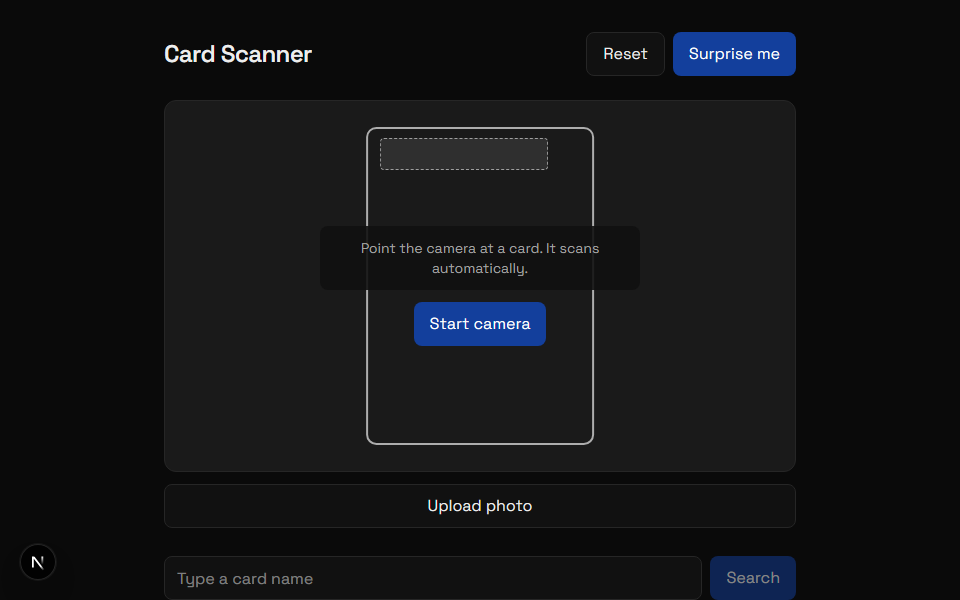 Card Scanner
Reset
Surprise me
Point the camera at a card. It scans
automatically.
Start camera
Upload photo
N
Type a card name
Search